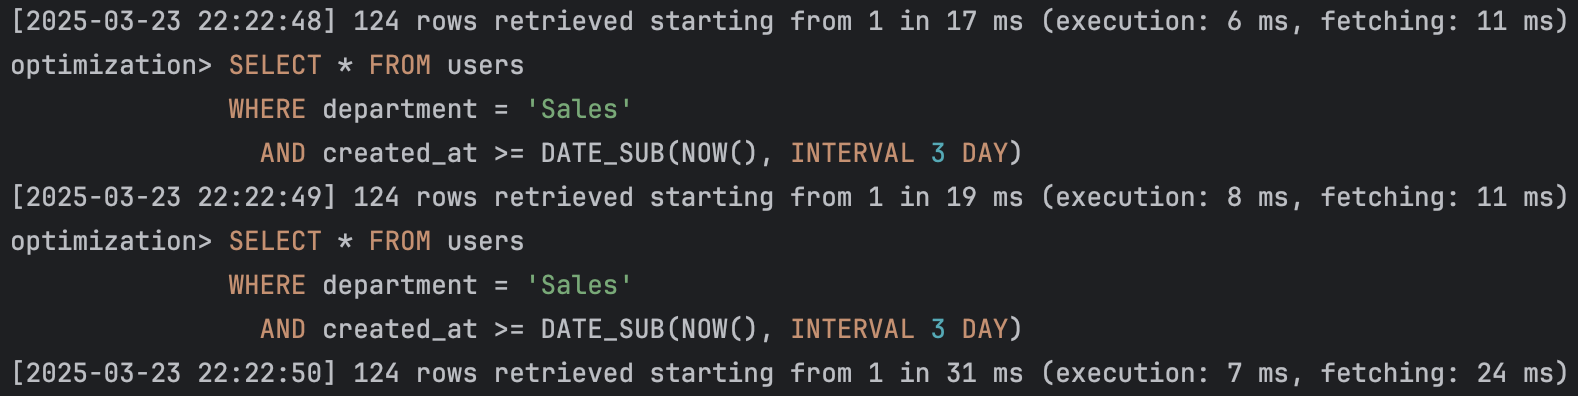 [2025-03-23 22:22:48] 124 rows retrieved starting from 1 in 17 ms (execution: 6 ms, fetching: 11 ms)
optimization> SELECT * FROM users
              WHERE department = 'Sales'
                AND created_at >= DATE_SUB(NOW(), INTERVAL 3 DAY)
[2025-03-23 22:22:49] 124 rows retrieved starting from 1 in 19 ms (execution: 8 ms, fetching: 11 ms)
optimization> SELECT * FROM users
              WHERE department = 'Sales'
                AND created_at >= DATE_SUB(NOW(), INTERVAL 3 DAY)
[2025-03-23 22:22:50] 124 rows retrieved starting from 1 in 31 ms (execution: 7 ms, fetching: 24 ms)